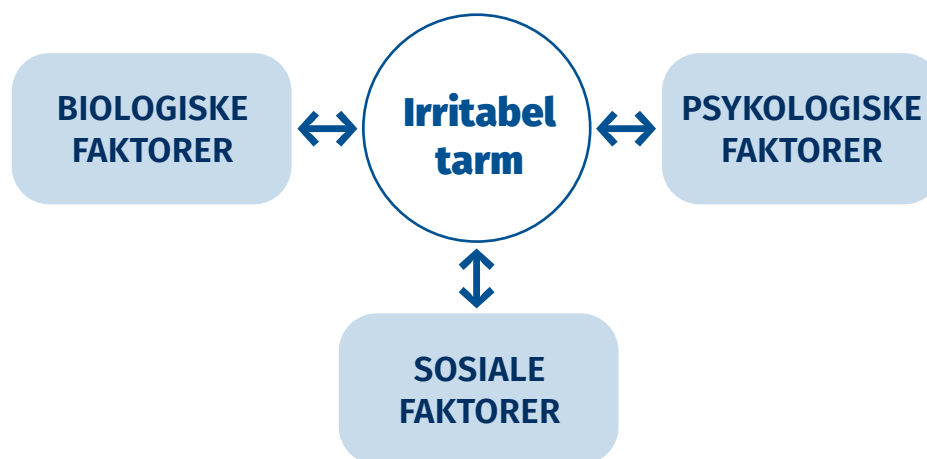 BIOLOGISKE
FAKTORER
Irritabel
tarm
PSYKOLOGISKE
FAKTORER
SOSIALE
FAKTORER